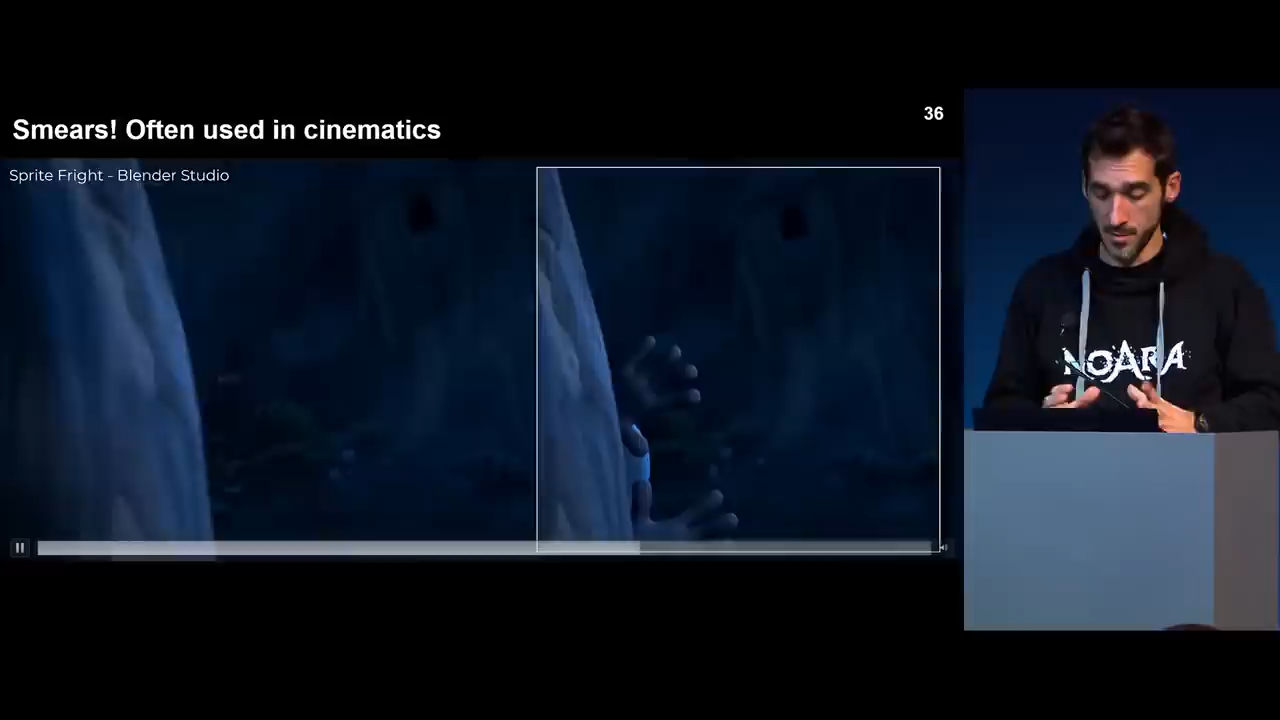 Smears! Often used in cinematics
36
Sprite Fright - Blender Studio
NOARA